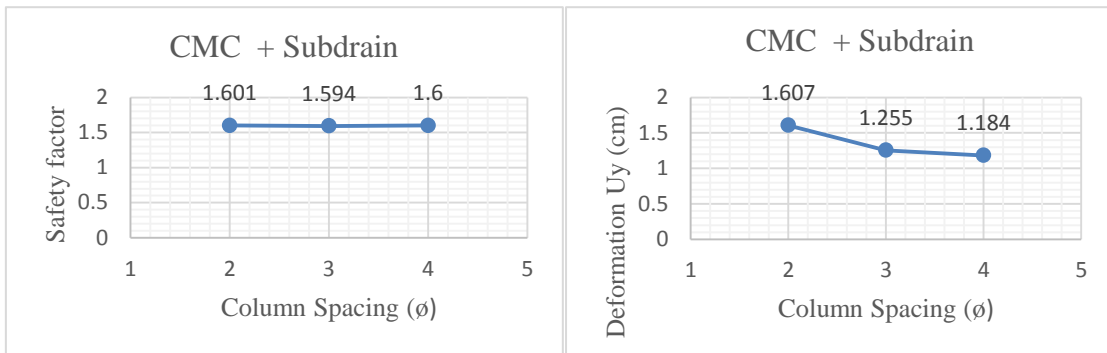 CMC + Subdrain
1.601 1.594 1.6
2
1.5
1
0.5
0
1 2 3 4 5
Safety factor
Column Spacing (ø)
CMC + Subdrain
1.607
1.255
1.184
2
1.5
1
0.5
0
1 2 3 4 5
Deformation Uy (cm)
Column Spacing (ø)